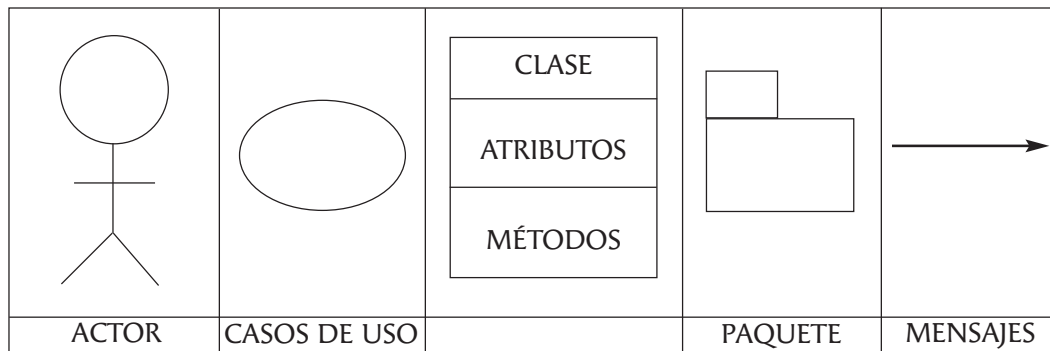 CLASE
ATRIBUTOS
MÉTODOS
ACTOR
CASOS DE USO
PAQUETE
MENSAJES